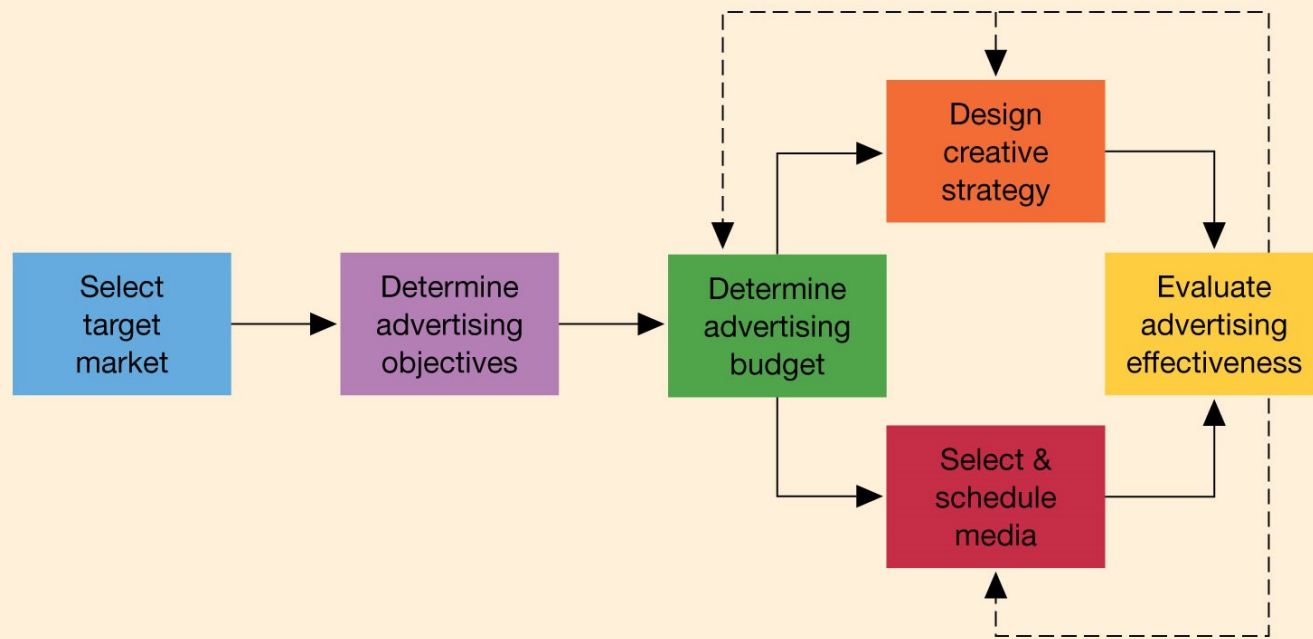 Select
target
market
Determine
advertising
objectives
Determine
advertising
budget
Design
creative
strategy
Select &
schedule
media
Evaluate
advertising
effectiveness